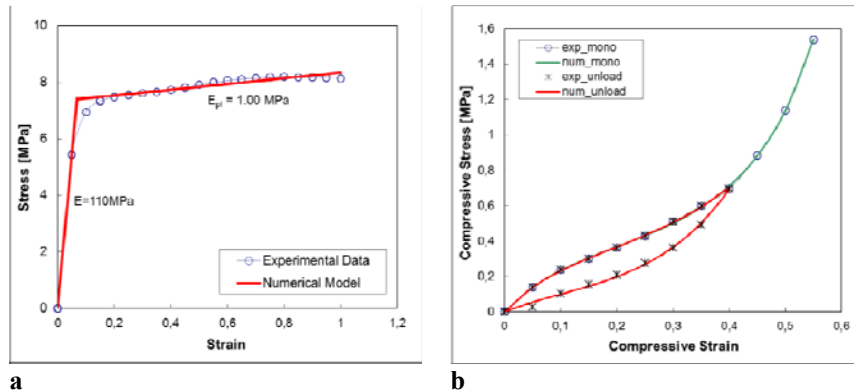 10
8
6
4
2
0
Stress [MPa]
E_pl = 1.00 MPa
E=110MPa
Experimental Data
Numerical Model
0 0,2 0,4 0,6 0,8 1 1,2
Strain
a
1,6
1,4
1,2
1
0,8
0,6
0,4
0,2
0
Compressive Stress [MPa]
exp_mono
num_mono
exp_unload
num_unload
0 0,1 0,2 0,3 0,4 0,5 0,6
Compressive Strain
b